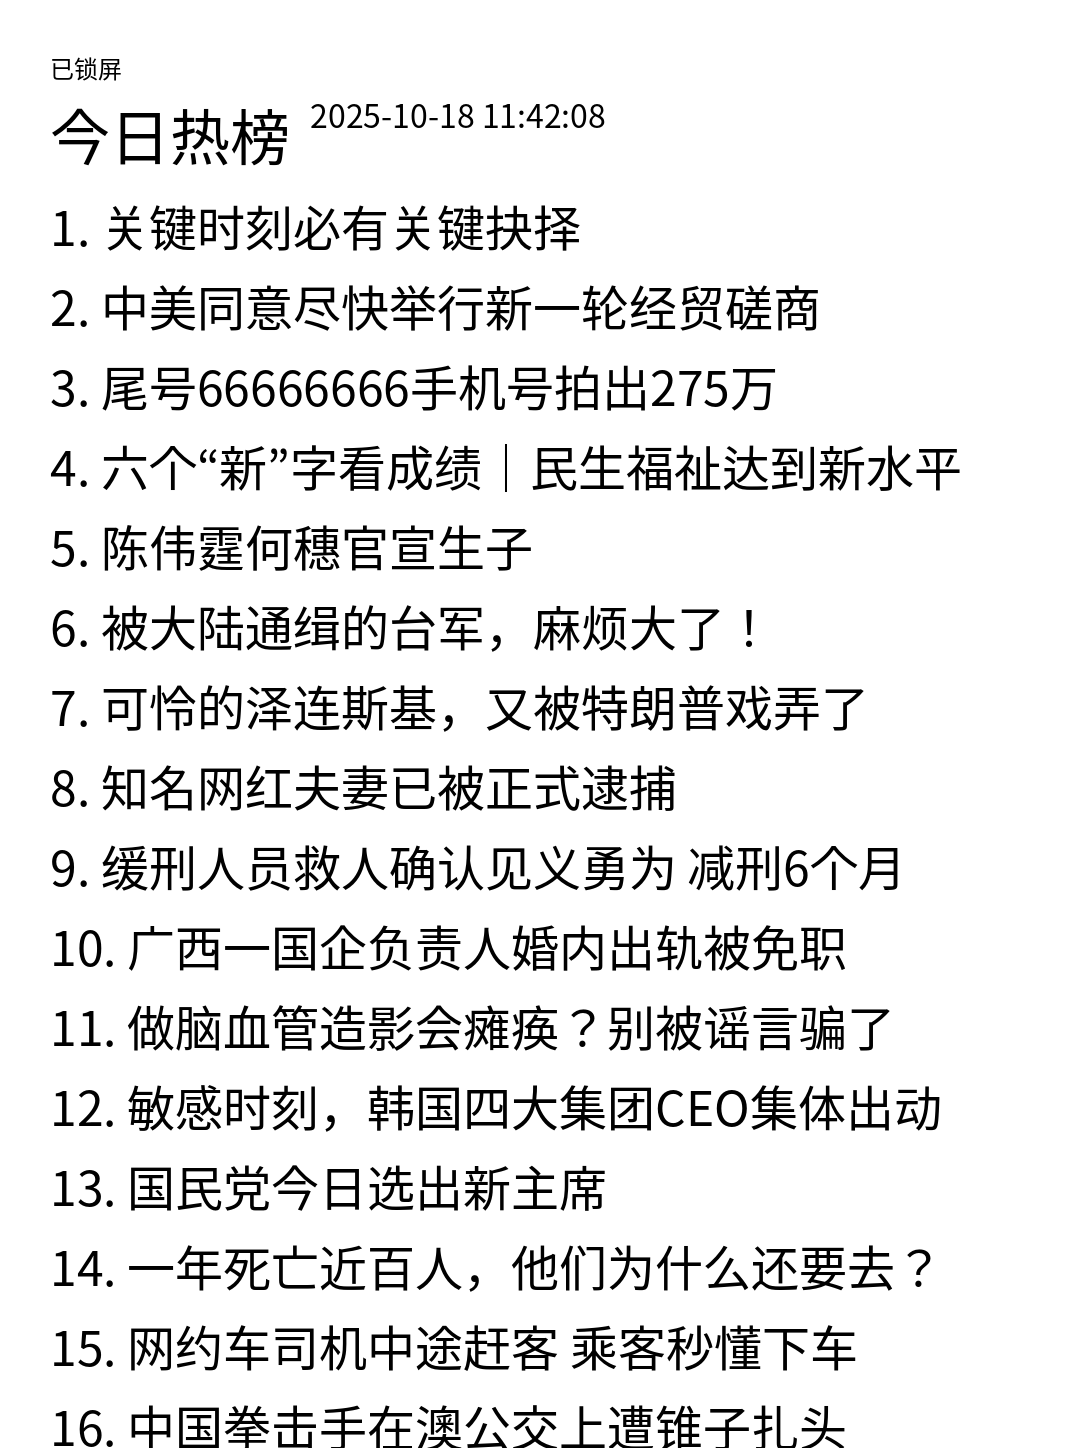 已锁屏
今日热榜 2025-10-18 11:42:08
1. 关键时刻必有关键抉择
2. 中美同意尽快举行新一轮经贸磋商
3. 尾号66666666手机号拍出275万
4. 六个“新”字看成绩｜民生福祉达到新水平
5. 陈伟霆何穗官宣生子
6. 被大陆通缉的台军，麻烦大了！
7. 可怜的泽连斯基，又被特朗普戏弄了
8. 知名网红夫妻已被正式逮捕
9. 缓刑人员救人确认见义勇为 减刑6个月
10. 广西一国企负责人婚内出轨被免职
11. 做脑血管造影会瘫痪？别被谣言骗了
12. 敏感时刻，韩国四大集团CEO集体出动
13. 国民党今日选出新主席
14. 一年死亡近百人，他们为什么还要去？
15. 网约车司机中途赶客 乘客秒懂下车
16. 中国拳击手在澳公交上遭锥子扎头